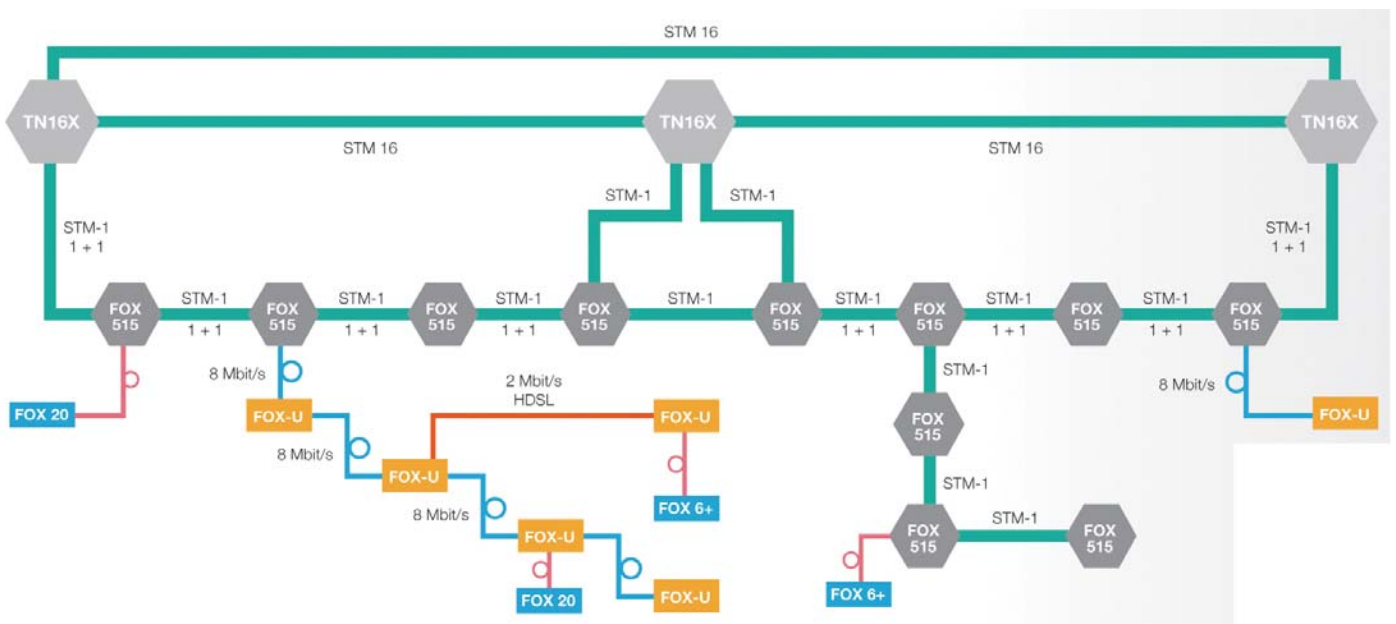 STM 16
TN16X
TN16X
TN16X
STM 16
STM 16
STM-1
STM-1
STM-1
1 + 1
STM-1
1 + 1
FOX
515
STM-1
1 + 1
FOX
515
STM-1
1 + 1
FOX
515
STM-1
1 + 1
FOX
515
STM-1
FOX
515
STM-1
1 + 1
FOX
515
STM-1
1 + 1
FOX
515
STM-1
1 + 1
FOX
515
8 Mbit/s
2 Mbit/s
HDSL
STM-1
8 Mbit/s
FOX 20
FOX-U
FOX-U
FOX
515
FOX-U
8 Mbit/s
FOX-U
STM-1
8 Mbit/s
FOX 6+
STM-1
FOX-U
FOX
515
FOX
515
FOX 20
FOX-U
FOX 6+